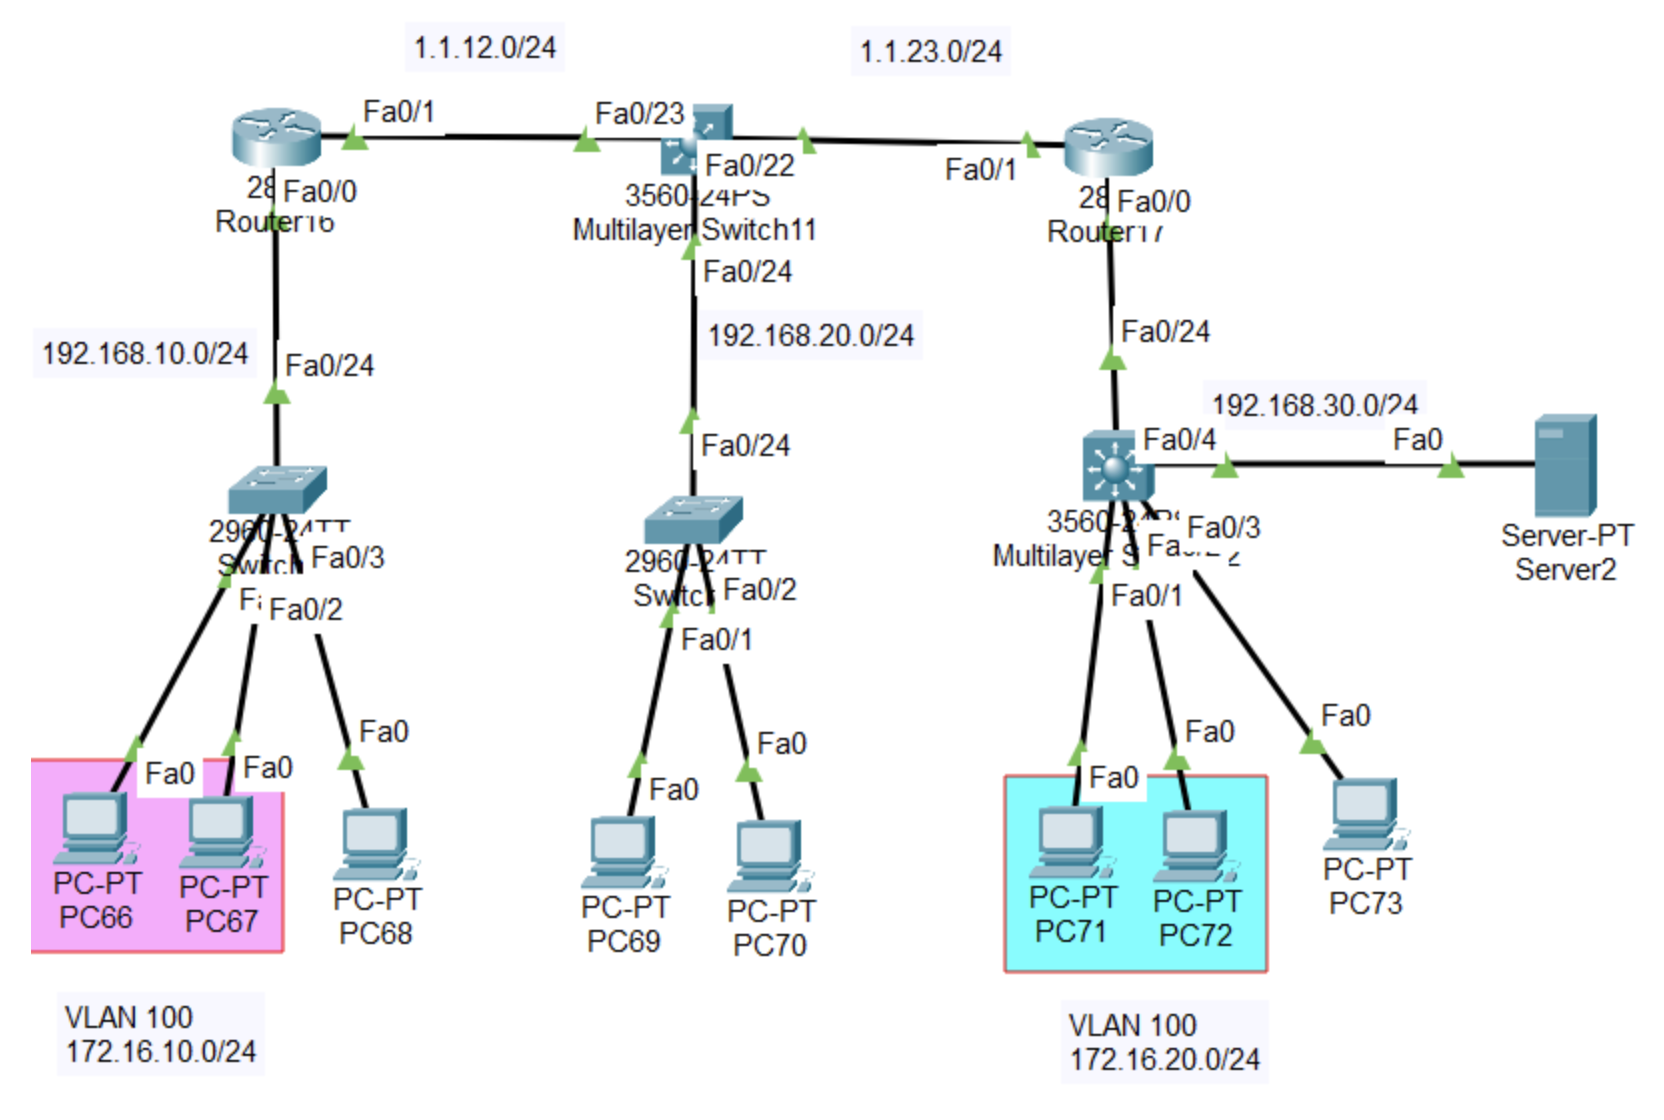 1.1.12.0/24
1.1.23.0/24
Fa0/1
Fa0/23
Fa0/22
Fa0/1
28
Fa0/0
Router16
3560-24PS
Multilayer Switch11
28
Fa0/0
Router17
Fa0/24
192.168.20.0/24
Fa0/24
192.168.10.0/24
Fa0/24
192.168.30.0/24
Fa0/4
Fa0
Fa0/24
2960-24TT
Fa0/3
Fa0/2
2960-24TT
Fa0/2
Fa0/1
Multilayer
Fa0/3
Fa0/1
Server-PT
Server2
Fa0
Fa0
Fa0
Fa0
Fa0
Fa0
Fa0
Fa0
PC-PT
PC66
PC-PT
PC67
PC-PT
PC68
PC-PT
PC69
PC-PT
PC70
PC-PT
PC71
PC-PT
PC72
PC-PT
PC73
VLAN 100
172.16.10.0/24
VLAN 100
172.16.20.0/24